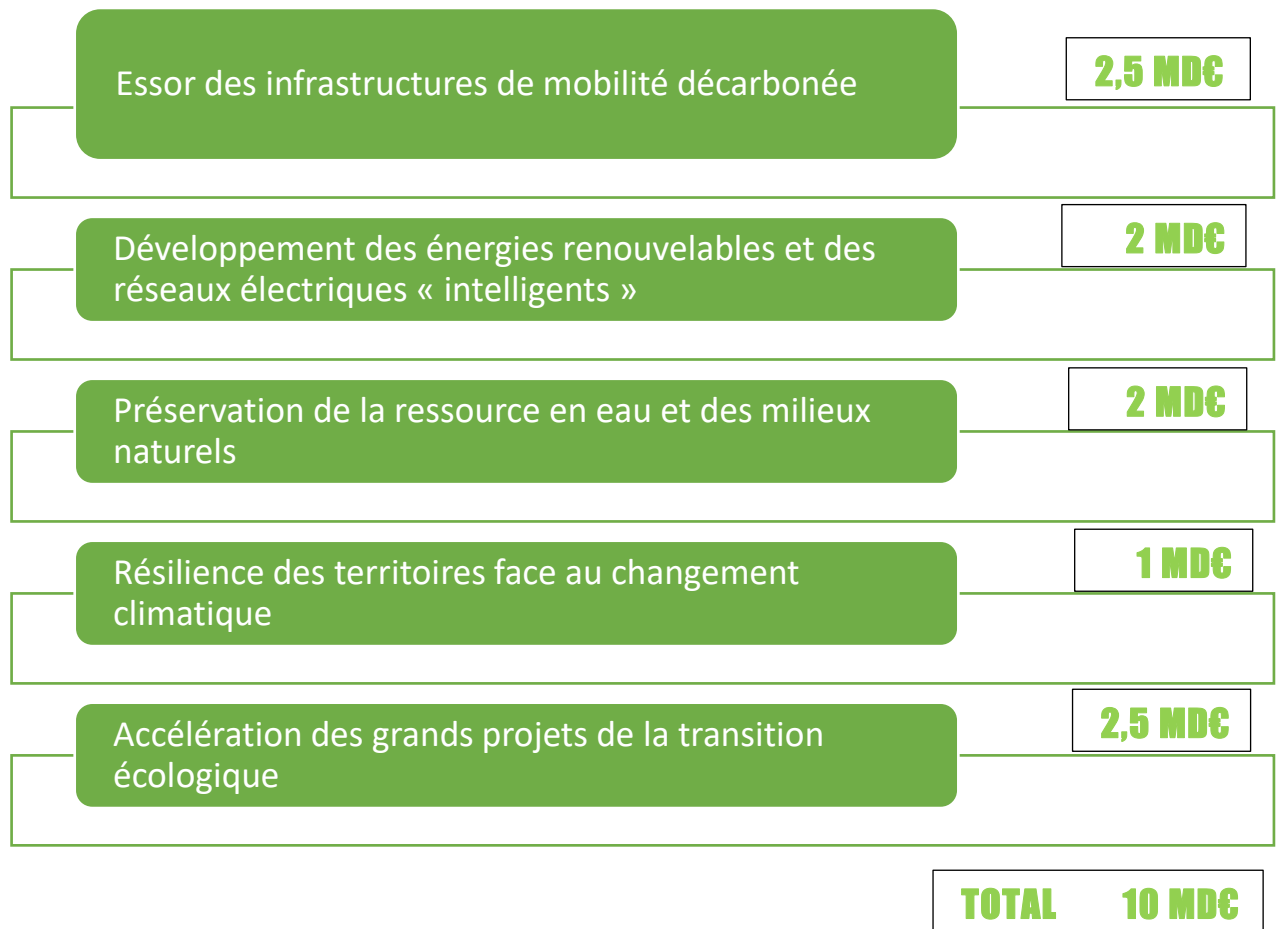 Essor des infrastructures de mobilité décarbonée
2,5 MD€
Développement des énergies renouvelables et des
réseaux électriques « intelligents »
2 MD€
Préservation de la ressource en eau et des milieux
naturels
2 MD€
Résilience des territoires face au changement
climatique
1 MD€
Accélération des grands projets de la transition
écologique
2,5 MD€
TOTAL 10 MD€